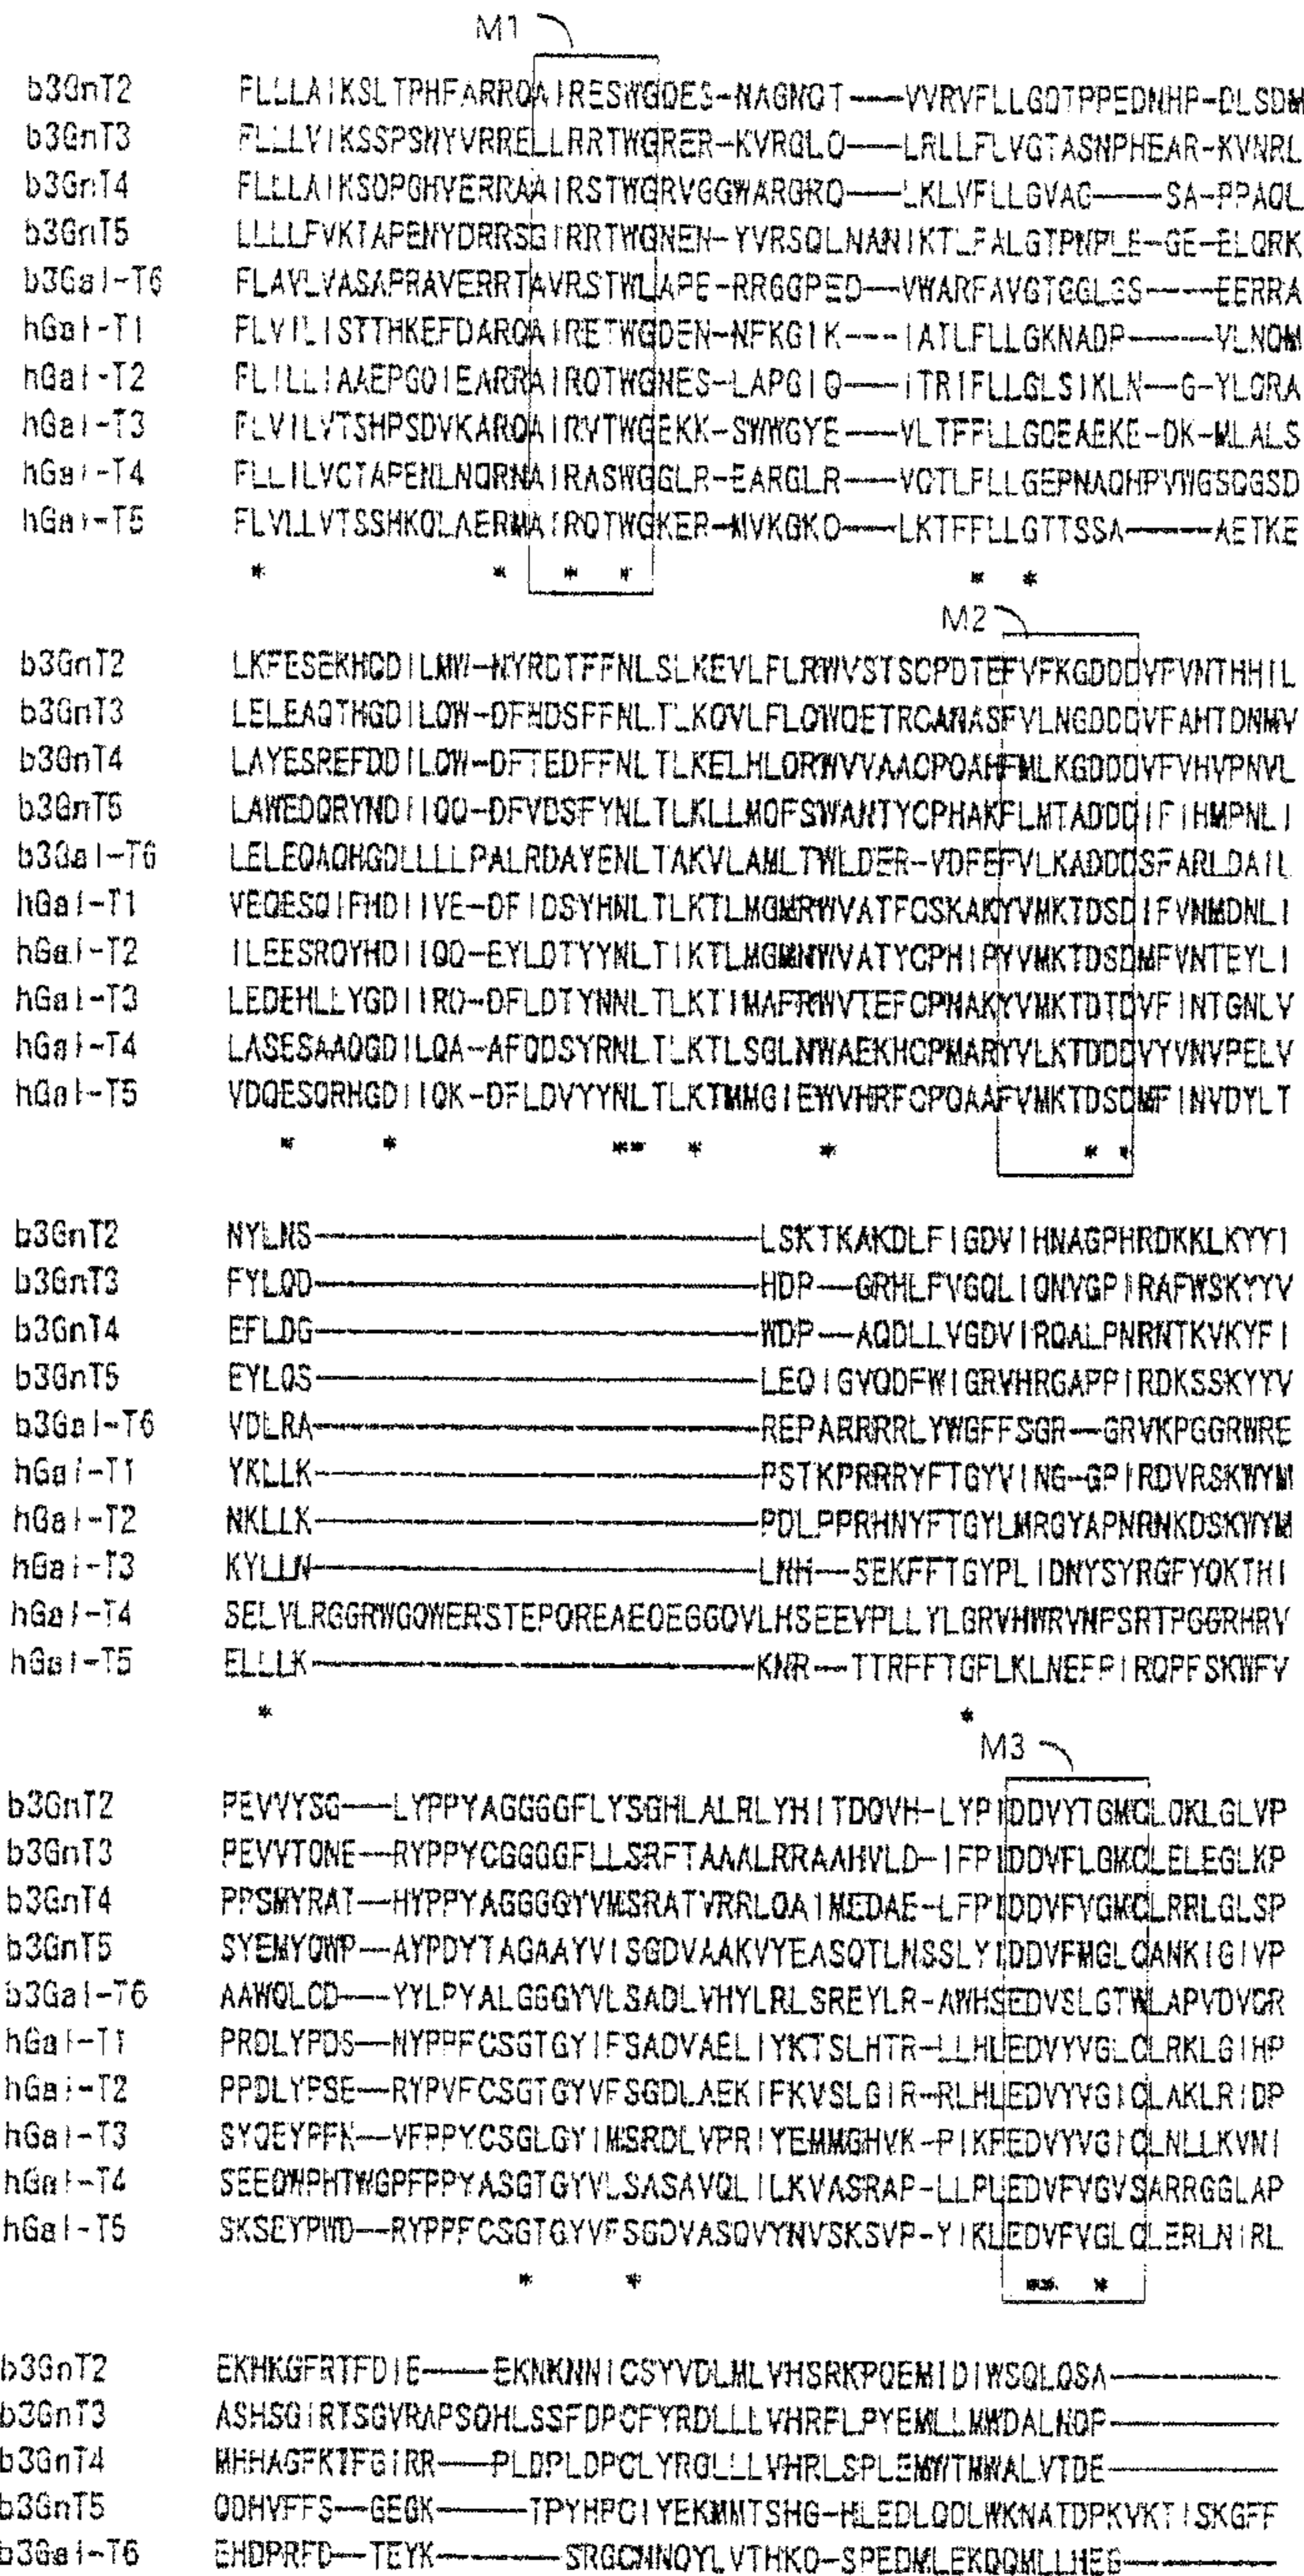 M1
b3GnT2 FLLLAIKSLTPHFARRQAIRESWGQES-NAGNQT----VVRVFLLGQTPPEDNHP-DLSDM
b3GnT3 FLLLVIKSSPSNYVRRELLRRTWGRER-KVRGLQ----LRLLFLVGTASNPHEAR-KVNRL
b3GnT4 FLLLAIKSQPGHVERRAAIRSTWGRVGGWARGRQ----LKLVFLLGVAG-----SA-PPAQL
b3GnT5 LLLLFVKTAPENYDRRSGIRRTWGNEN-YVRSQLNANIKTLFALGTPNPLE-GE-ELQRK
b3Gal-T6 FLAVLVASAPRAVERRTAVRSTWLAPE-RRGGPED---VWARFAVGTGGLGS----EERRA
hGal-T1 FLVILISTTHKEFDARQAIRETWGDEN-NFKGIK---IATLFLLGKNADP------VLNQM
hGal-T2 FLILLIAAEPGQIEARRAIRQTWGNES-LAPGIQ----ITRIFLLGLSIKLN---G-YLQRA
hGal-T3 FLVILVTSHPSDVKARQAIRVTWGEKK-SWWGYE----VLTFFLLGQEAEKE-DK-MLALS
hGal-T4 FLLILVCTAPENLNQRNAIRASWGGLR-EARGLR----VQTLFLLGEPNAQHPVWGSQGSD
hGal-T5 FLVLLVTSSHKQLAERMAIRQTWGKER-MVKGKQ----LKTFFLLGTTSSA------AETKE
* * * * * *
M2
b3GnT2 LKFESEKHQDILMW-NYRDTFFNLSLKEVLFLRWVSTSCPDTEFVFKGDDDVFVNTHHIL
b3GnT3 LELEAQTHGDILQW-DFHDSFFNLTLKQVLFLQWQETRCANASFVLNGDDDVFAHTDNMV
b3GnT4 LAYESREFDDILQW-DFTEDFFNLTLKELHLQRWVVAACPQAHFMLKGDDDVFVHVPNVL
b3GnT5 LAWEDQRYNDIIQQ-DFVDSFYNLTLKLLMQFSWANTYCPHAKFLMTADDDIFIHMPNLI
b3Gal-T6 LELEQAQHGDLLLLPALRDAYENLTAKVLAMLTWLDER-VDFEFVLKADDDSFARLDAIL
hGal-T1 VEQESQIFHDIIVE-DFIDSYHNLTLKTLMGMRWVATFCSKAKYVMKTDSDIFVNMDNLI
hGal-T2 ILEESRQYHDIIQQ-EYLDTYYNLTIKTLMGMNWVATYCPHIPYVMKTDSDMFVNTEYLI
hGal-T3 LEDEHLLYGDIIRQ-DFLDTYNNLTLKTIMAFRWVTEFCPNAKYVMKTDTDVFINTGNLV
hGal-T4 LASESAAQGDILQA-AFQDSYRNLTLKTLSGLNWAEKHCPMARYVLKTDDDVYVNVPELV
hGal-T5 VDQESQRHGDIIQK-DFLDVYYNLTLKTMMGIEWVHRFCPQAAFVMKTDSDMFINVDYLT
* * ** * * * *
b3GnT2 NYLNS--------------------------LSKTKAKDLFIGDVIHNAGPHRDKKLKYYI
b3GnT3 FYLQD--------------------------HDP---GRHLFVGQLIQNVGPIRAFWSKYYV
b3GnT4 EFLDG--------------------------WDP---AQDLLVGDVIRQALPNRNTKVKYFI
b3GnT5 EYLQS--------------------------LEQIGVQDFWIGRVHRGAPPIRDKSSKYYV
b3Gal-T6 VDLRA--------------------------REPARRRRLYWGFFSGR---GRVKPGGRWRE
hGal-T1 YKLLK--------------------------PSTKPRRRYFTGYVING-GPIRDVRSKWYM
hGal-T2 NKLLK--------------------------PDLPPRHNYFTGYLMRGYAPNRNKDSKWYM
hGal-T3 KYLLN--------------------------LNH---SEKFFTGYPLIDNYSYRGFYQKTHI
hGal-T4 SELVLRGGRWGQWERSTEPQREAEQEGGQVLHSEEVPLLYLGRVHWRVNPSRTPGGRHRV
hGal-T5 ELLLK--------------------------KNR---TTRFFTGFLKLNEFPIRQPFSKWFV
* *
M3
b3GnT2 PEVVYSG---LYPPYAGGGGFLYSGHLALRLYHITDQVH-LYPIDDVYTGMCLQKLGLVP
b3GnT3 PEVVTQNE--RYPPYCGGGGFLLSRFTAAALRRAAHVLD-IFPIDDVFLGMCLELEGLKP
b3GnT4 PPSMYRAT--HYPPYAGGGGYVMSRATVRRLQAIMEDAE-LFPIDDVFVGMCLRRLGLSP
b3GnT5 SYEMYQWP--AYPDYTAGAAYVISGDVAAKVYEASQTLNSSLYIDDVFMGLCANKIGIVP
b3Gal-T6 AAWQLCD---YYLPYALGGGYVLSADLVHYLRLSREYLR-AWHSEDVSLGTWLAPVDVQR
hGal-T1 PRDLYPDS--NYPPFCSGTGYIFSADVAELIYKTSLHTR-LLHLEDVYVGLCLRKLGIHP
hGal-T2 PPDLYPSE--RYPVFCSGTGYVFSGDLAEKIFKVSLGIR-RLHLEDVYVGICLAKLRIDP
hGal-T3 SYQEYPFK--VFPPYCSGLGYIMSRDLVPRIYEMMGHVK-PIKFEDVYVGICLNLLKVNI
hGal-T4 SEEQWPHTWGPFPPYASGTGYVLSASAVQLILKVASRAP-LLPLEDVFVGVSARRGGLAP
hGal-T5 SKSEYPWD--RYPPFCSGTGYVFSGDVASQVYNVSKSVP-YIKLEDVFVGLCLERLNIRL
* * ** *
b3GnT2 EKHKGFRTFDIE----EKNKNNICSYVDLMLVHSRKPQEMIDIWSQLQSA----------
b3GnT3 ASHSGIRTSGVRAPSQHLSSFDPCFYRDLLLVHRFLPYEMLLMWDALNQP----------
b3GnT4 MHHAGFKTFGIRR---PLDPLDPCLYRGLLLVHRLSPLEMWTMWALVTDE----------
b3GnT5 QDHVFFS--GEGK-----TPYHPCIYEKMMTSHG-HLEDLQDLWKNATDPKVKTISKGFF
b3Gal-T6 EHDPRFD--TEYK-------SRGCNNQYLVTHKQ-SPEDMLEKQQMLLHEG---------